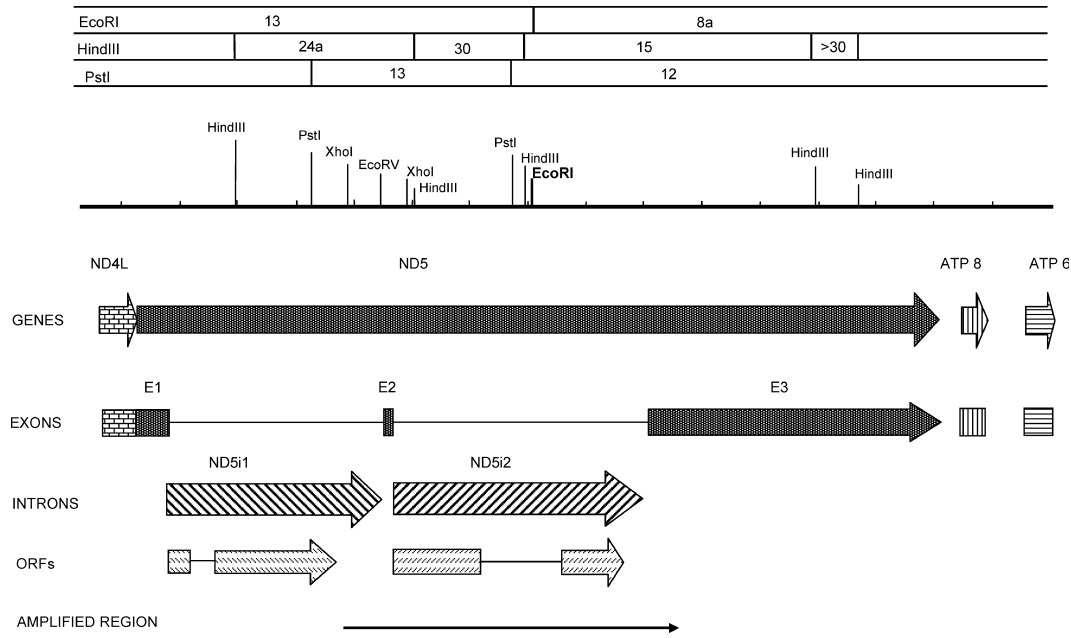 EcoRI 13 8a
HindIII 24a 30 15 >30
PstI 13 12
HindIII PstI XhoI EcoRV XhoI HindIII PstI HindIII EcoRI HindIII HindIII
ND4L ND5 ATP 8 ATP 6
GENES
E1 E2 E3
EXONS
ND5i1 ND5i2
INTRONS
ORFs
AMPLIFIED REGION